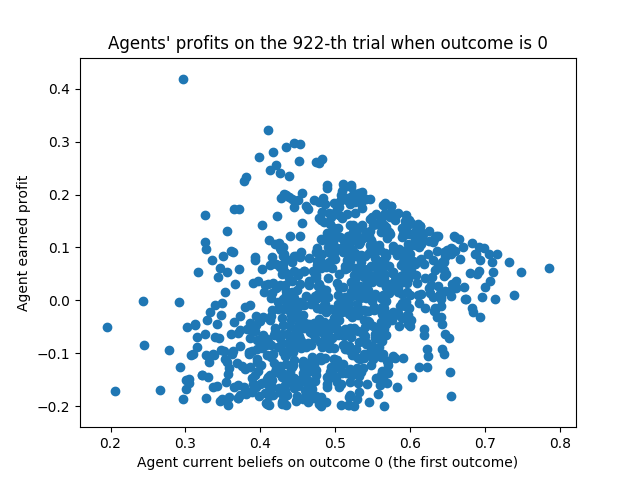 Agents' profits on the 922-th trial when outcome is 0
Agent earned profit
0.4
0.3
0.2
0.1
0.0
−0.1
−0.2
0.2 0.3 0.4 0.5 0.6 0.7 0.8
Agent current beliefs on outcome 0 (the first outcome)